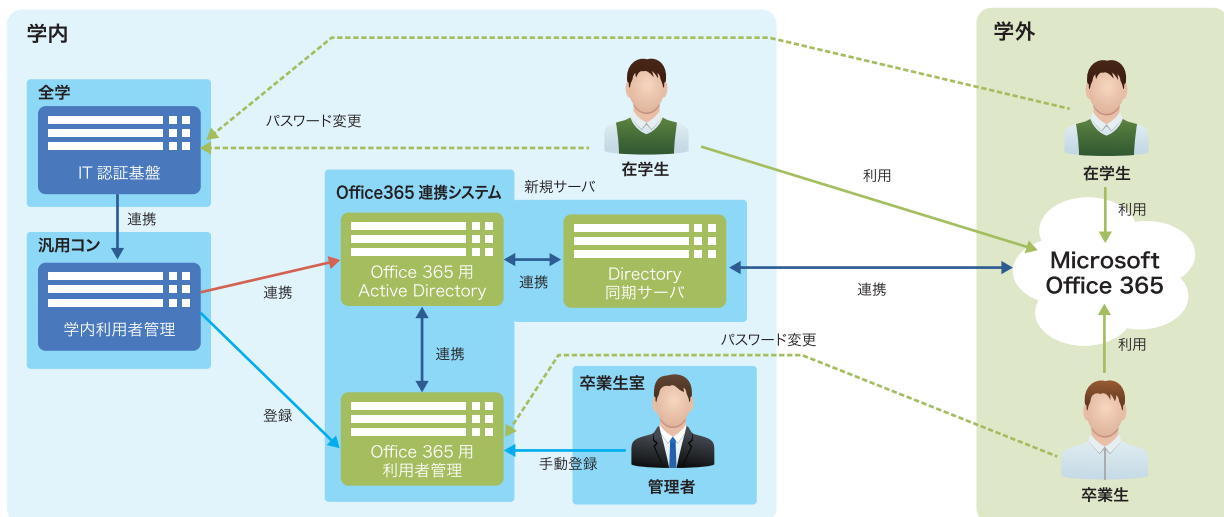 学内
全学
IT 認証基盤
連携
汎用コン
学内利用者管理
パスワード変更
在学生
Office365 連携システム
新規サーバ
Office 365 用
Active Directory
連携
Directory
同期サーバ
連携
連携
登録
Office 365 用
利用者管理
手動登録
卒業生室
管理者
パスワード変更
利用
連携
学外
在学生
利用
Microsoft
Office 365
利用
卒業生